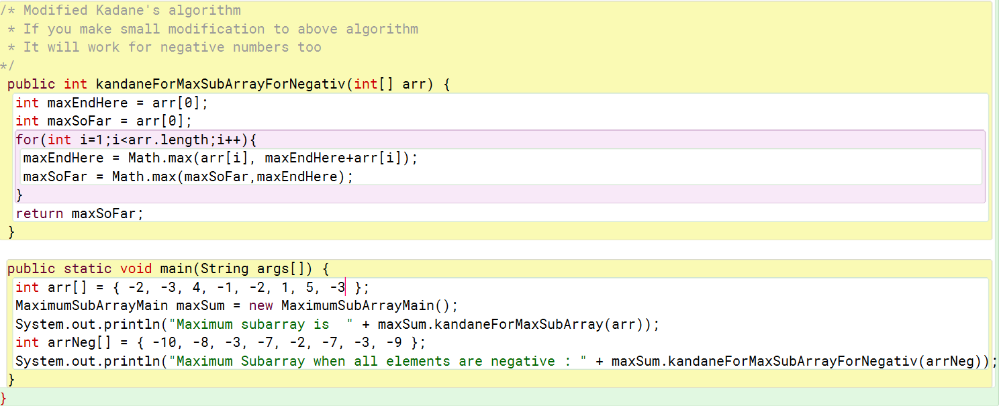 /* Modified Kadane's algorithm
* If you make small modification to above algorithm
* It will work for negative numbers too
*/
public int kandaneForMaxSubArrayForNegativ(int[] arr) {
int maxEndHere = arr[0];
int maxSoFar = arr[0];
for(int i=1;i<arr.length;i++){
maxEndHere = Math.max(arr[i], maxEndHere+arr[i]);
maxSoFar = Math.max(maxSoFar,maxEndHere);
}
return maxSoFar;
}
public static void main(String args[]) {
int arr[] = { -2, -3, 4, -1, -2, 1, 5, -3 };
MaximumSubArrayMain maxSum = new MaximumSubArrayMain();
System.out.println("Maximum subarray is  " + maxSum.kandaneForMaxSubArray(arr));
int arrNeg[] = { -10, -8, -3, -7, -2, -7, -3, -9 };
System.out.println("Maximum Subarray when all elements are negative : " + maxSum.kandaneForMaxSubArrayForNegativ(arrNeg));
}
}